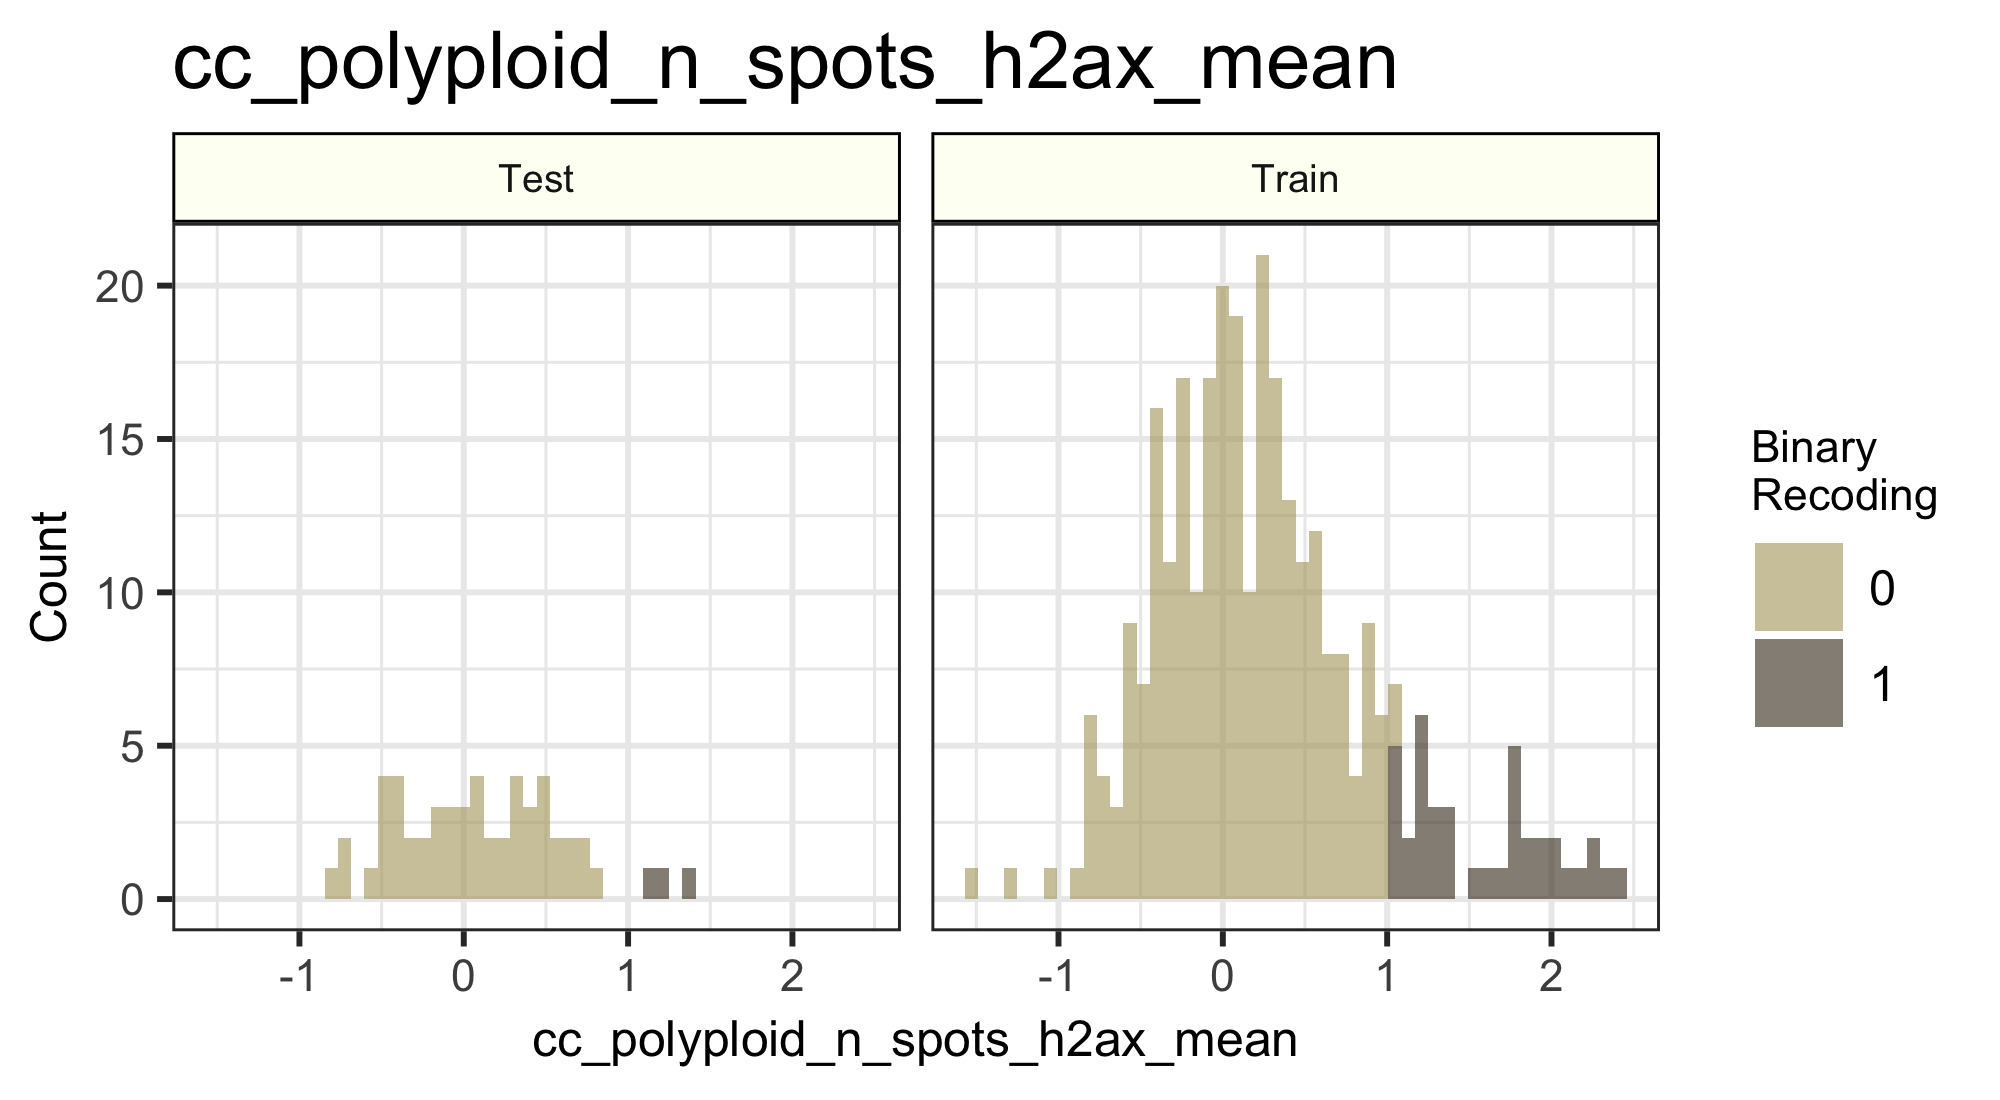 cc_polyploid_n_spots_h2ax_mean
Test
Train
20
15
10
5
0
Count
-1 0 1 2
-1 0 1 2
cc_polyploid_n_spots_h2ax_mean
Binary
Recoding
0
1